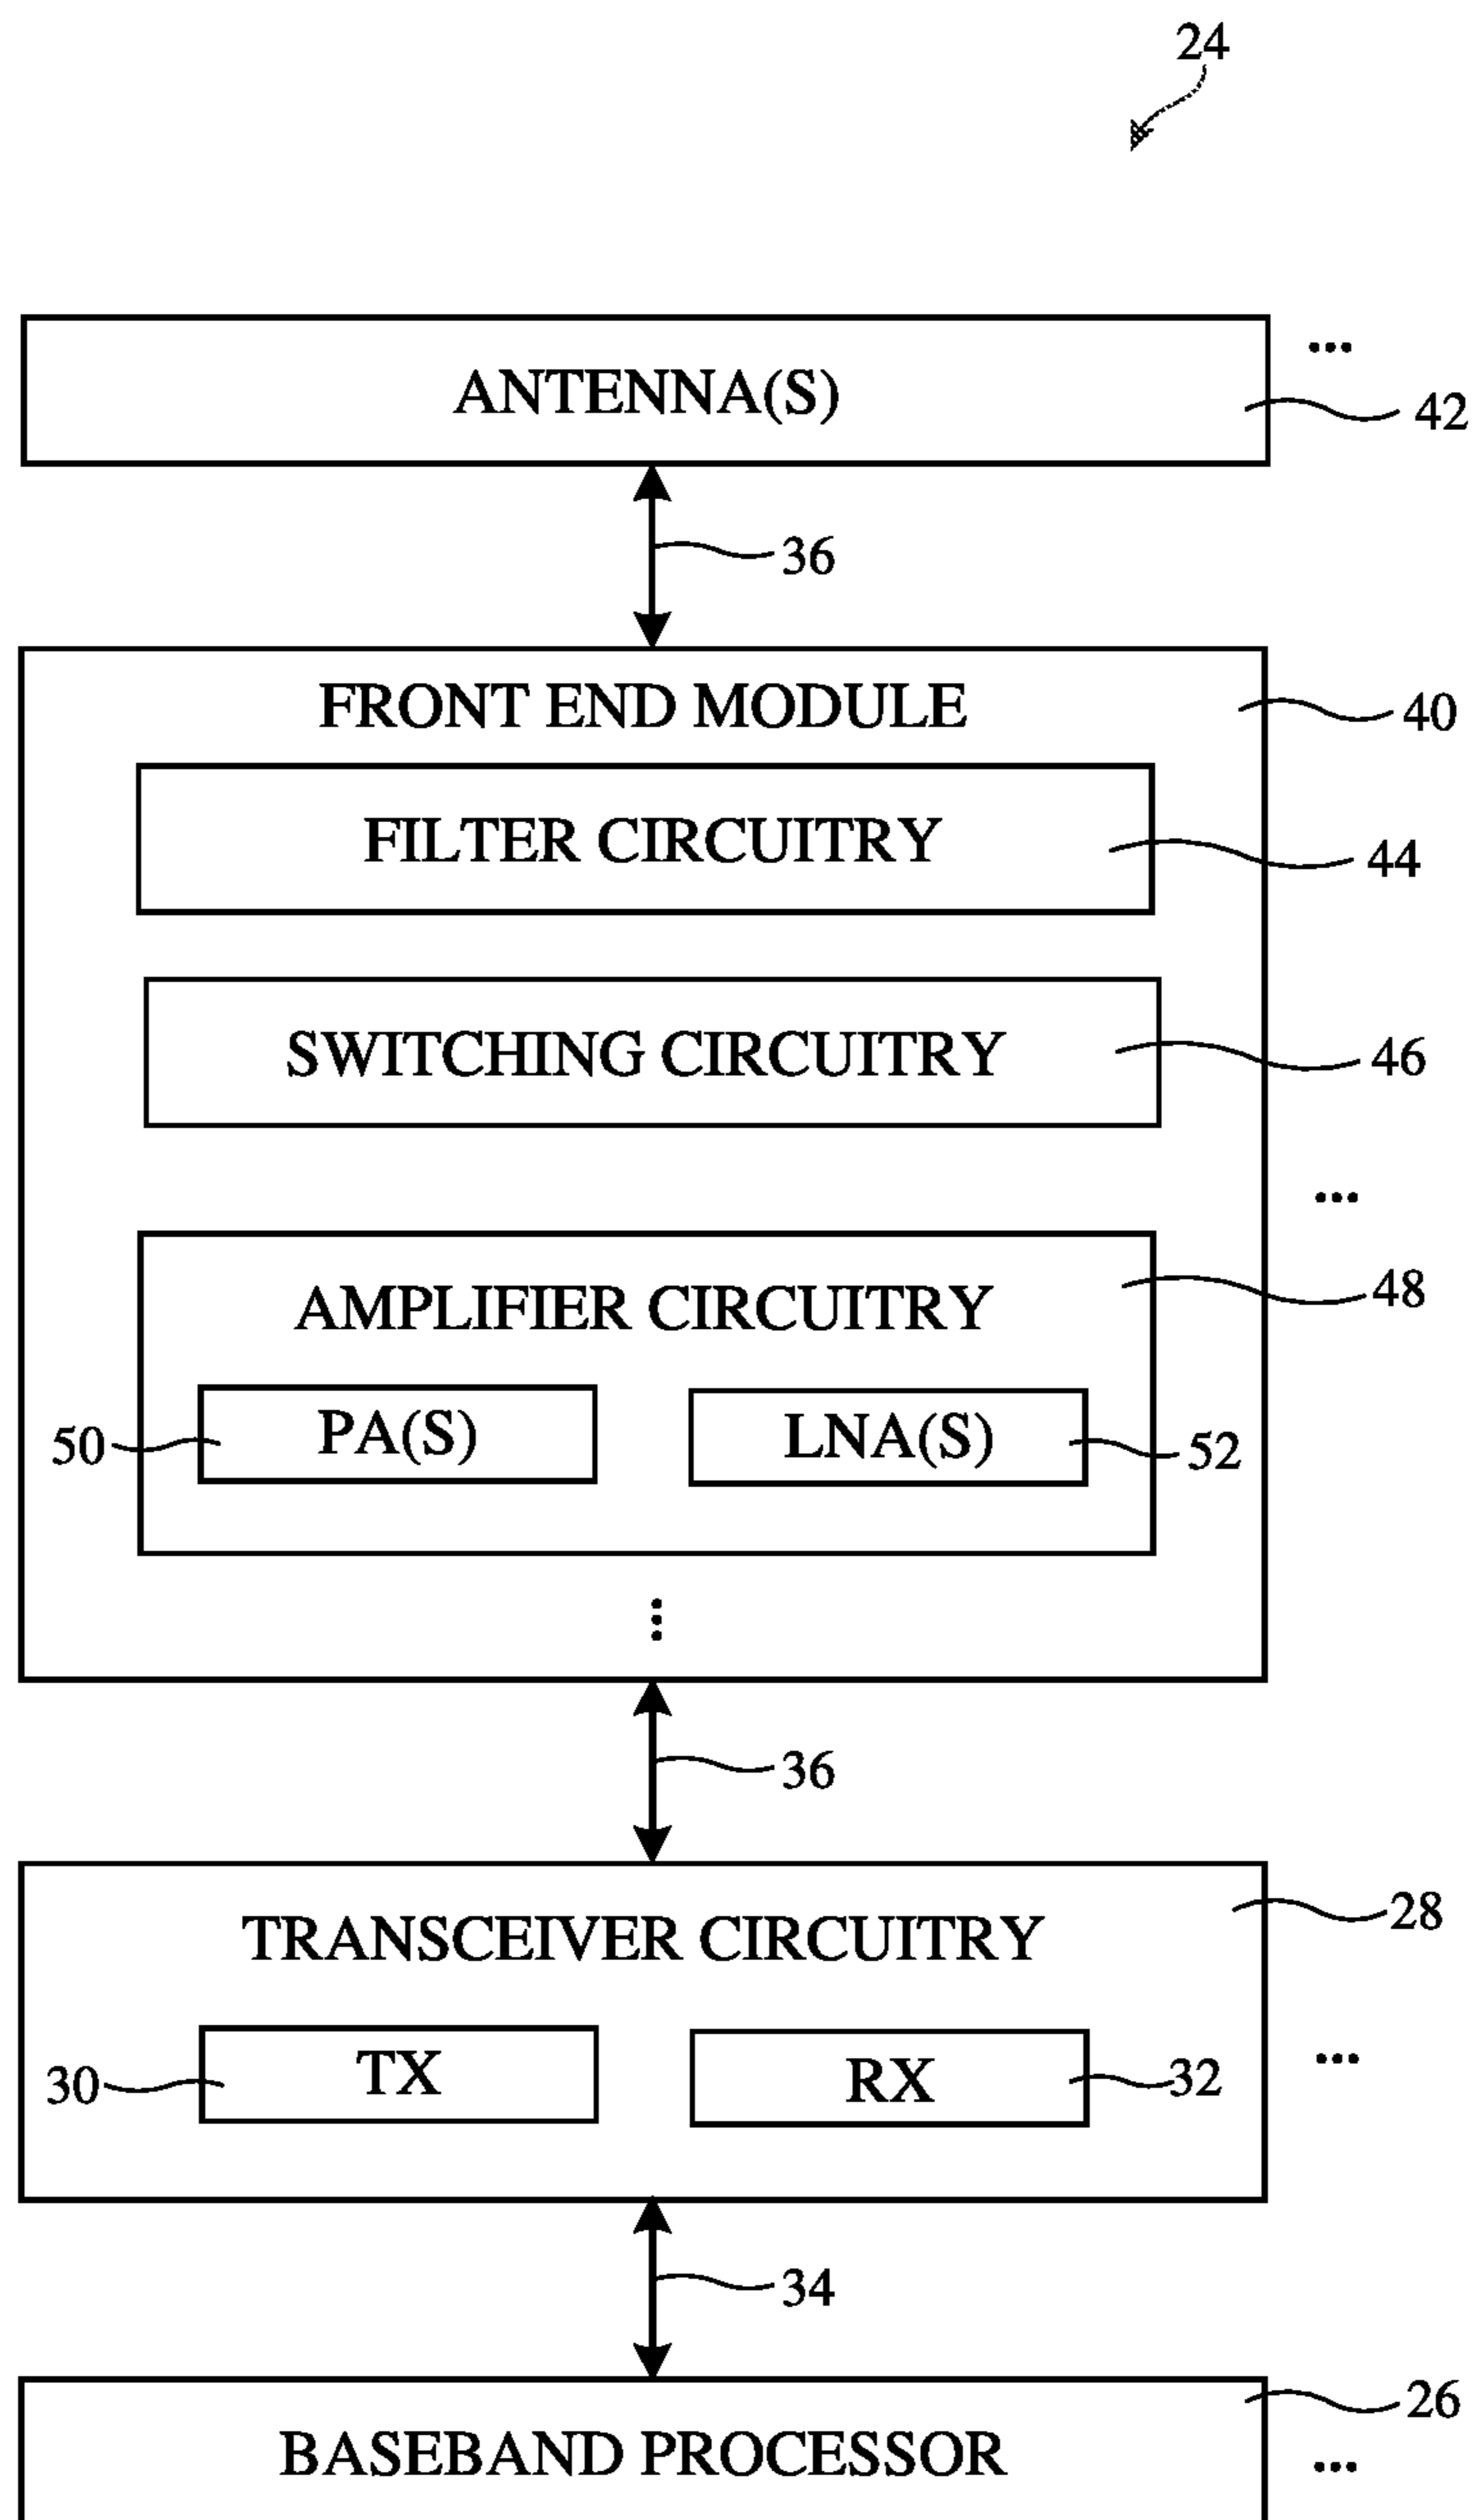 24
ANTENNA(S)
...
42
36
FRONT END MODULE
40
FILTER CIRCUITRY
44
SWITCHING CIRCUITRY
46
...
AMPLIFIER CIRCUITRY
48
50
PA(S)
LNA(S)
52
36
TRANSCEIVER CIRCUITRY
28
30
TX
RX
32
...
34
BASEBAND PROCESSOR
26
...